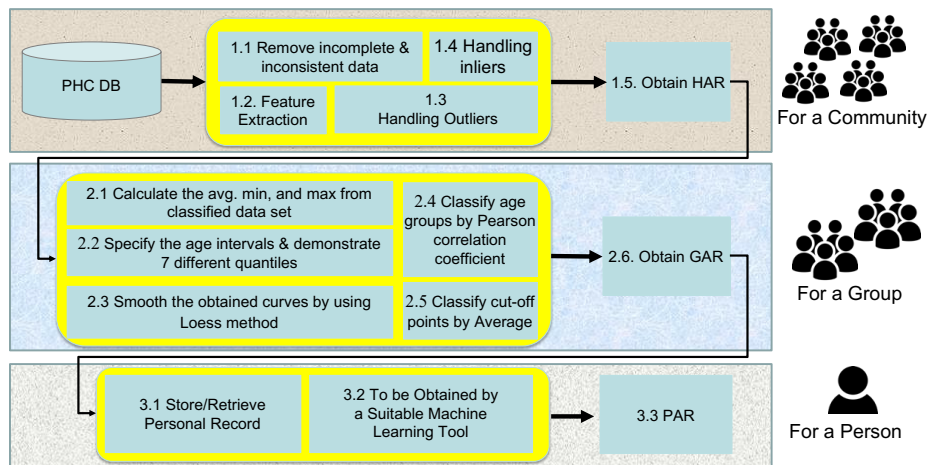 PHC DB
1.1 Remove incomplete &
inconsistent data
1.4 Handling
inliers
1.2. Feature
Extraction
1.3
Handling Outliers
1.5. Obtain HAR
For a Community
2.1 Calculate the avg. min, and max from
classified data set
2.2 Specify the age intervals & demonstrate
7 different quantiles
2.3 Smooth the obtained curves by using
Loess method
2.4 Classify age
groups by Pearson
correlation
coefficient
2.5 Classify cut-off
points by Average
2.6. Obtain GAR
For a Group
3.1 Store/Retrieve
Personal Record
3.2 To be Obtained by
a Suitable Machine
Learning Tool
3.3 PAR
For a Person